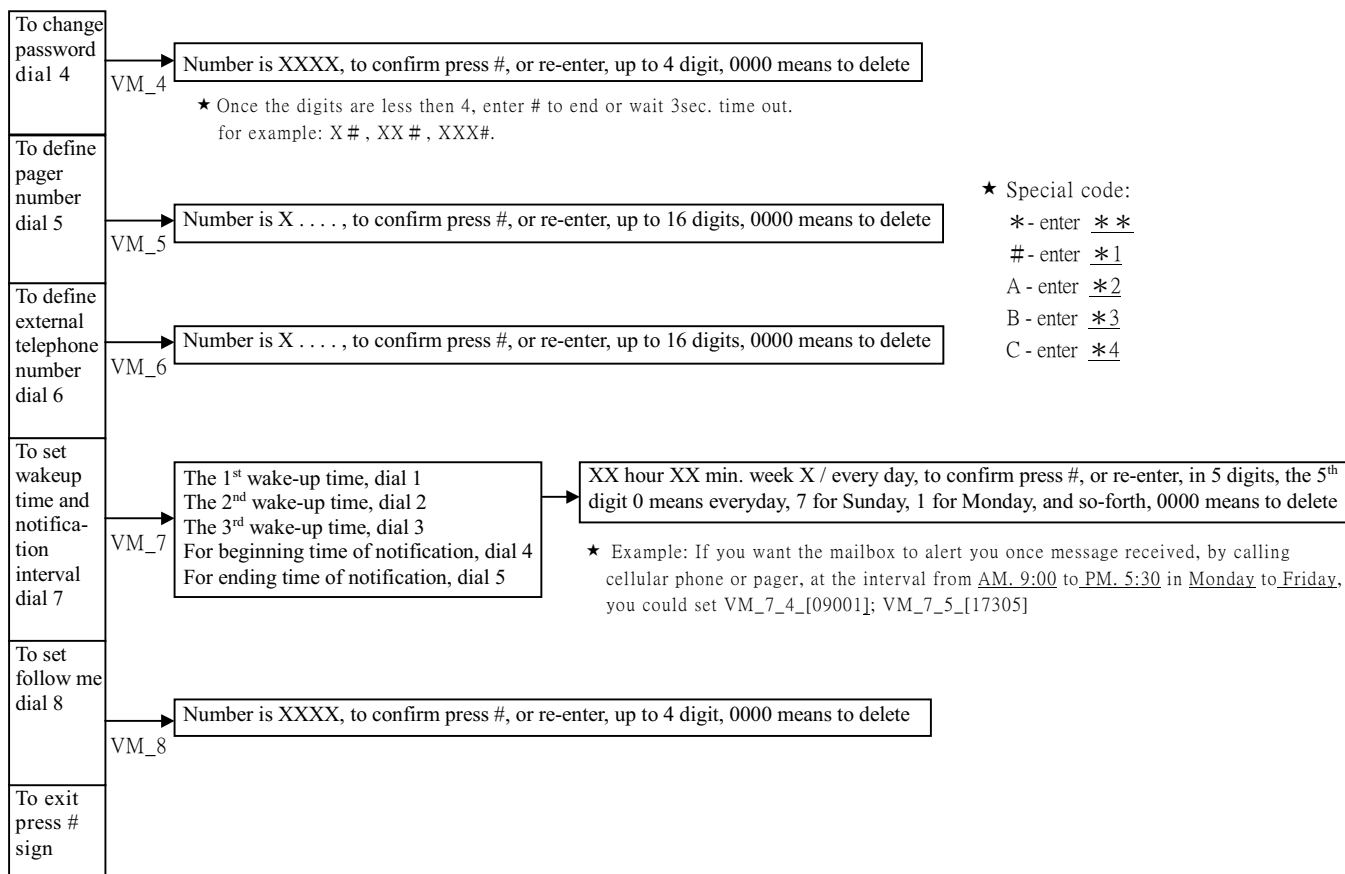 To change
password
dial 4
VM_4
Number is XXXX, to confirm press #, or re-enter, up to 4 digit, 0000 means to delete
★ Once the digits are less then 4, enter # to end or wait 3sec. time out.
for example: X # , XX # , XXX#.
To define
pager
number
dial 5
VM_5
Number is X . . . . , to confirm press #, or re-enter, up to 16 digits, 0000 means to delete
★ Special code:
*- enter **
#- enter *1
A - enter *2
B - enter *3
C - enter *4
To define
external
telephone
number
dial 6
VM_6
Number is X . . . . , to confirm press #, or re-enter, up to 16 digits, 0000 means to delete
To set
wakeup
time and
notifica-
tion
interval
dial 7
VM_7
The 1st wake-up time, dial 1
The 2nd wake-up time, dial 2
The 3rd wake-up time, dial 3
For beginning time of notification, dial 4
For ending time of notification, dial 5
XX hour XX min. week X / every day, to confirm press #, or re-enter, in 5 digits, the 5th
digit 0 means everyday, 7 for Sunday, 1 for Monday, and so-forth, 0000 means to delete
★ Example: If you want the mailbox to alert you once message received, by calling
cellular phone or pager, at the interval from AM. 9:00 to PM. 5:30 in Monday to Friday,
you could set VM_7_4_[09001]; VM_7_5_[17305]
To set
follow me
dial 8
VM_8
Number is XXXX, to confirm press #, or re-enter, up to 4 digit, 0000 means to delete
To exit
press #
sign